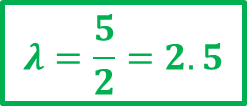 λ = 5/2 = 2.5